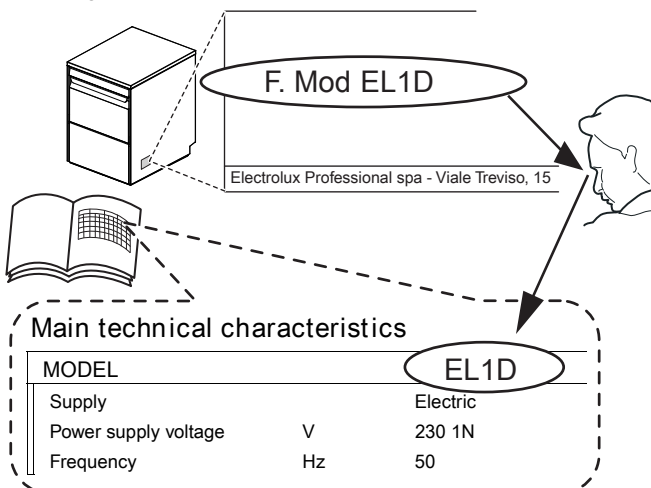 F. Mod EL1D
Electrolux Professional spa - Viale Treviso, 15
Main technical characteristics
MODEL EL1D
Supply Electric
Power supply voltage V 230 1N
Frequency Hz 50